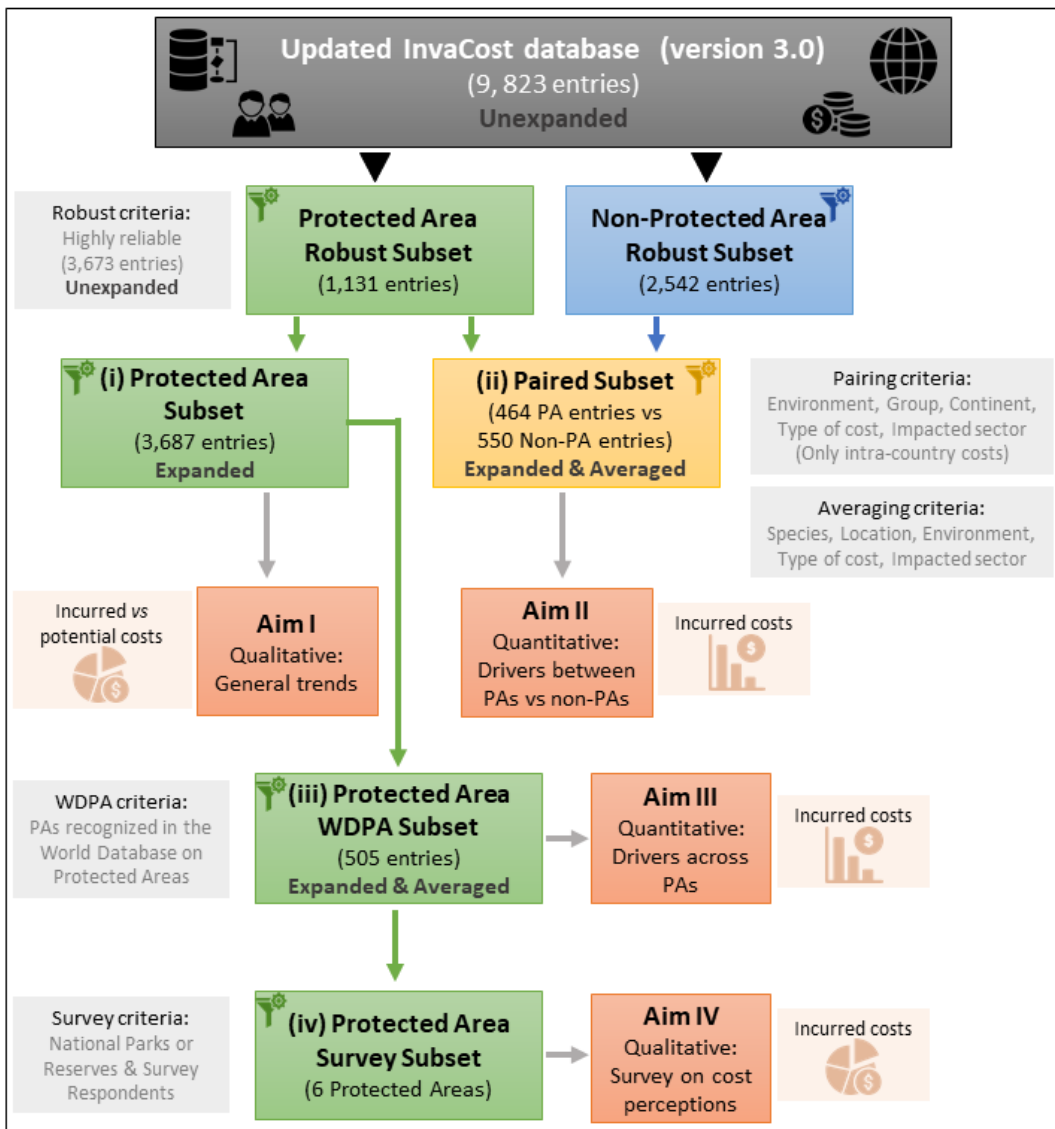 Updated InvaCost database (version 3.0)
(9, 823 entries)
Unexpanded
Robust criteria:
Highly reliable
(3,673 entries)
Unexpanded
Protected Area
Robust Subset
(1,131 entries)
Non-Protected Area
Robust Subset
(2,542 entries)
(i) Protected Area
Subset
(3,687 entries)
Expanded
(ii) Paired Subset
(464 PA entries vs
550 Non-PA entries)
Expanded & Averaged
Pairing criteria:
Environment, Group, Continent,
Type of cost, Impacted sector
(Only intra-country costs)
Averaging criteria:
Species, Location, Environment,
Type of cost, Impacted sector
Incurred vs
potential costs
Aim I
Qualitative:
General trends
Aim II
Quantitative:
Drivers between
PAs vs non-PAs
Incurred costs
WDPA criteria:
PAs recognized in the
World Database on
Protected Areas
(iii) Protected Area
WDPA Subset
(505 entries)
Expanded & Averaged
Aim III
Quantitative:
Drivers across
PAs
Incurred costs
Survey criteria:
National Parks or
Reserves & Survey
Respondents
(iv) Protected Area
Survey Subset
(6 Protected Areas)
Aim IV
Qualitative:
Survey on cost
perceptions
Incurred costs